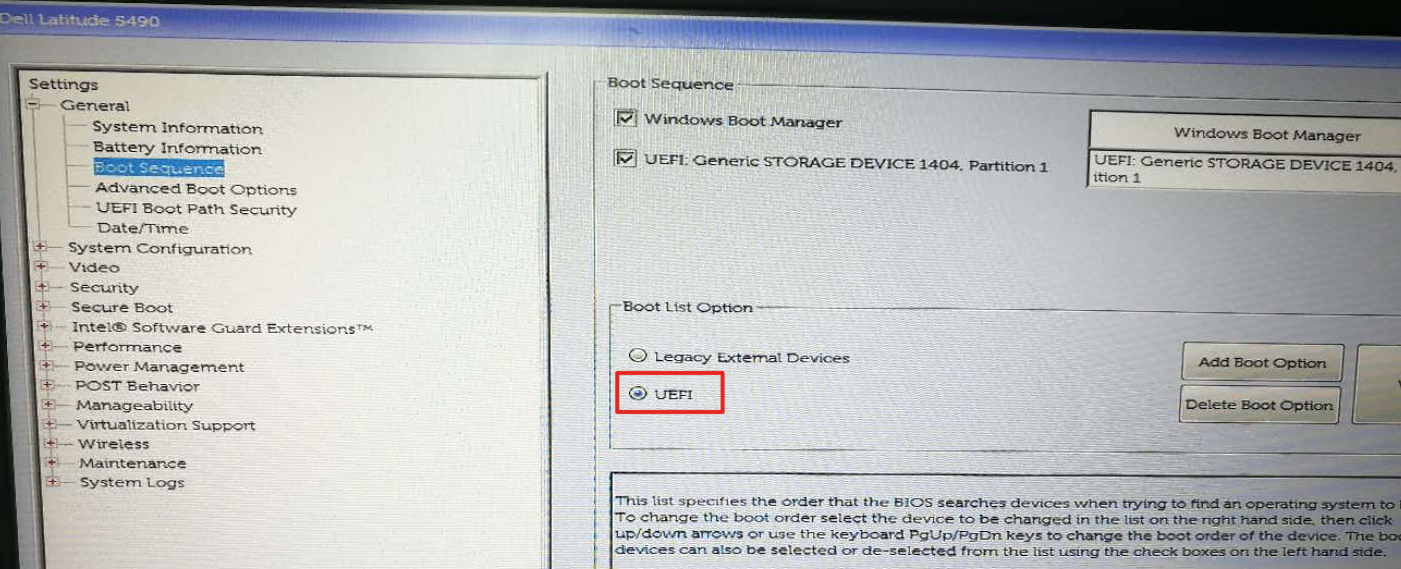 Dell Latitude 5490
Settings
General
System Information
Battery Information
Boot Sequence
Advanced Boot Options
UEFI Boot Path Security
Date/Time
System Configuration
Video
Security
Secure Boot
Intel® Software Guard Extensions™
Performance
Power Management
POST Behavior
Manageability
Virtualization Support
Wireless
Maintenance
System Logs
Boot Sequence
Windows Boot Manager
UEFI: Generic STORAGE DEVICE 1404, Partition 1
Windows Boot Manager
UEFI: Generic STORAGE DEVICE 1404,
ition 1
Boot List Option
Legacy External Devices
UEFI
Add Boot Option
Delete Boot Option
This list specifies the order that the BIOS searches devices when trying to find an operating system to
To change the boot order select the device to be changed in the list on the right hand side, then click
up/down arrows or use the keyboard PgUp/PgDn keys to change the boot order of the device. The
devices can also be selected or de-selected from the list using the check boxes on the left hand side.